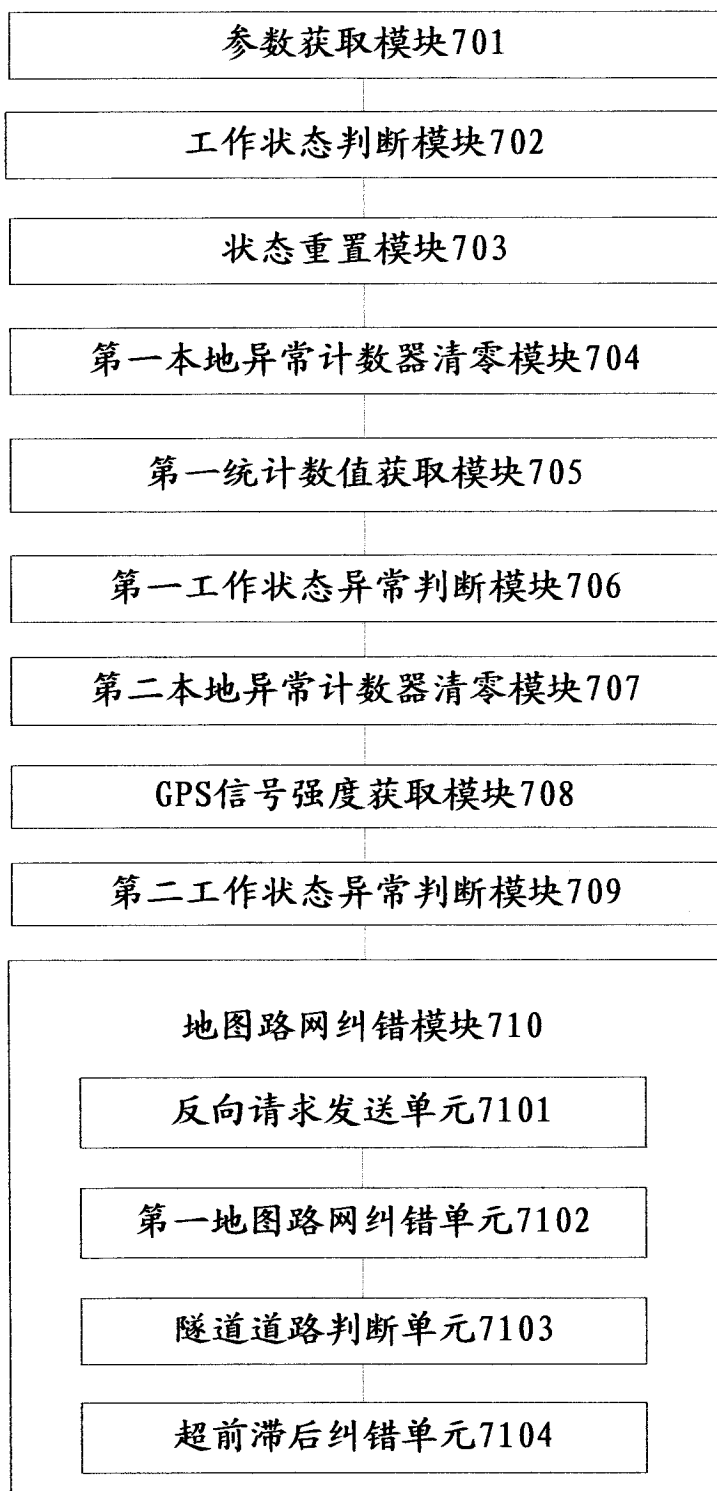 参数获取模块701
工作状态判断模块702
状态重置模块703
第一本地异常计数器清零模块704
第一统计数值获取模块705
第一工作状态异常判断模块706
第二本地异常计数器清零模块707
GPS信号强度获取模块708
第二工作状态异常判断模块709
地图路网纠错模块710
反向请求发送单元7101
第一地图路网纠错单元7102
隧道道路判断单元7103
超前滞后纠错单元7104